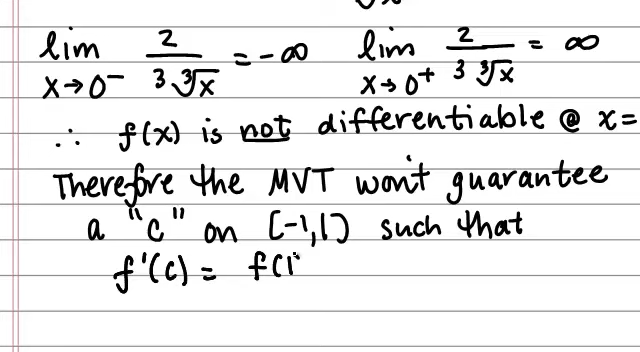 lim x→0⁻ 2/(3∛x) = -∞ lim x→0⁺ 2/(3∛x) = ∞
∴ f(x) is not differentiable @ x=
Therefore the MVT won't guarantee
a "c" on [-1,1] such that
f'(c) = f(1